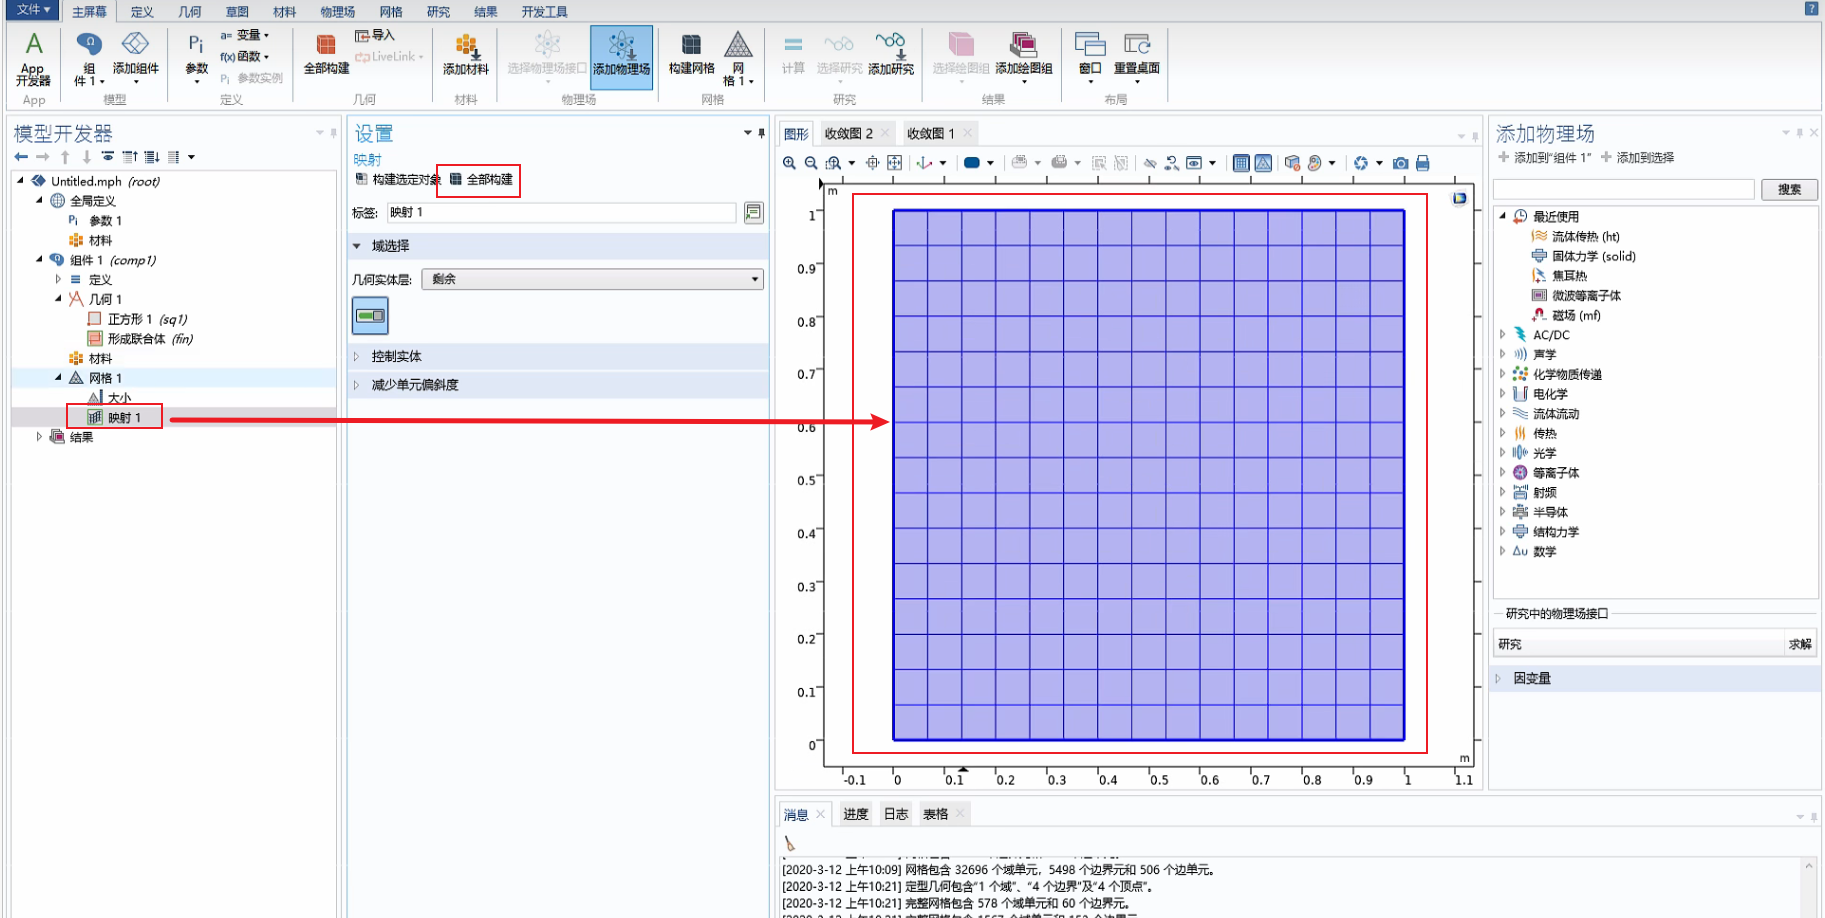 文件 主屏幕 定义 几何 草图 材料 物理场 网格 研究 结果 开发工具
App 开发器 组件 1 添加组件 参数 a= 变量 f(x) 函数 Pi 参数实例 全部构建 导入 LiveLink 添加材料 选择物理场接口 添加物理场 构建网格 网格 1 计算 选择研究 添加研究 选择绘图组 添加绘图组 窗口 重置桌面
App 模型 定义 几何 材料 物理场 网格 研究 结果 布局
模型开发器
Untitled.mph (root)
全局定义
Pi 参数 1
材料
组件 1 (comp1)
定义
几何 1
正方形 1 (sq1)
形成联合体 (fin)
材料
网格 1
大小
映射 1
结果
设置
映射
构建选定对象 全部构建
标签: 映射 1
域选择
几何实体层: 剩余
控制实体
减少单元偏斜度
图形 收敛图 2 收敛图 1
m
1
0.9
0.8
0.7
0.6
0.5
0.4
0.3
0.2
0.1
0
m
-0.1 0 0.1 0.2 0.3 0.4 0.5 0.6 0.7 0.8 0.9 1 1.1
消息 进度 日志 表格
[2020-3-12 上午10:09] 网格包含 32696 个域单元, 5498 个边界元和 506 个边单元。
[2020-3-12 上午10:21] 定型几何包含“1 个域”、“4 个边界”及“4 个顶点”。
[2020-3-12 上午10:21] 完整网格包含 578 个域单元和 60 个边界元。
添加物理场
添加到“组件 1” 添加到选择
搜索
最近使用
流体传热 (ht)
固体力学 (solid)
焦耳热
微波等离子体
磁场 (mf)
AC/DC
声学
化学物质传递
电化学
流体流动
传热
光学
等离子体
射频
半导体
结构力学
Δu 数学
研究中的物理场接口
研究 求解
因变量